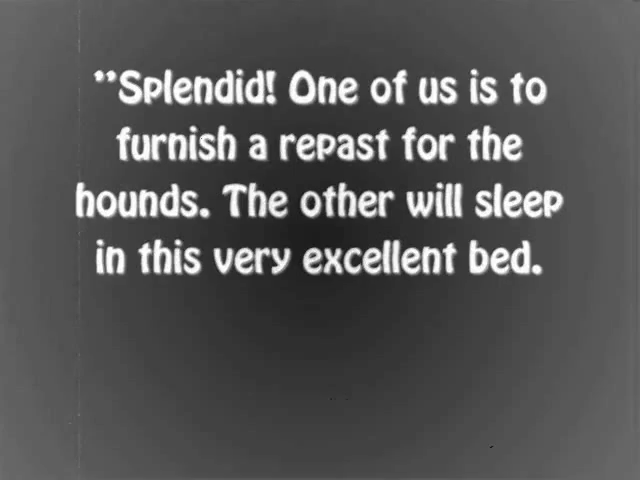 "Splendid! One of us is to
furnish a repast for the
hounds. The other will sleep
in this very excellent bed.